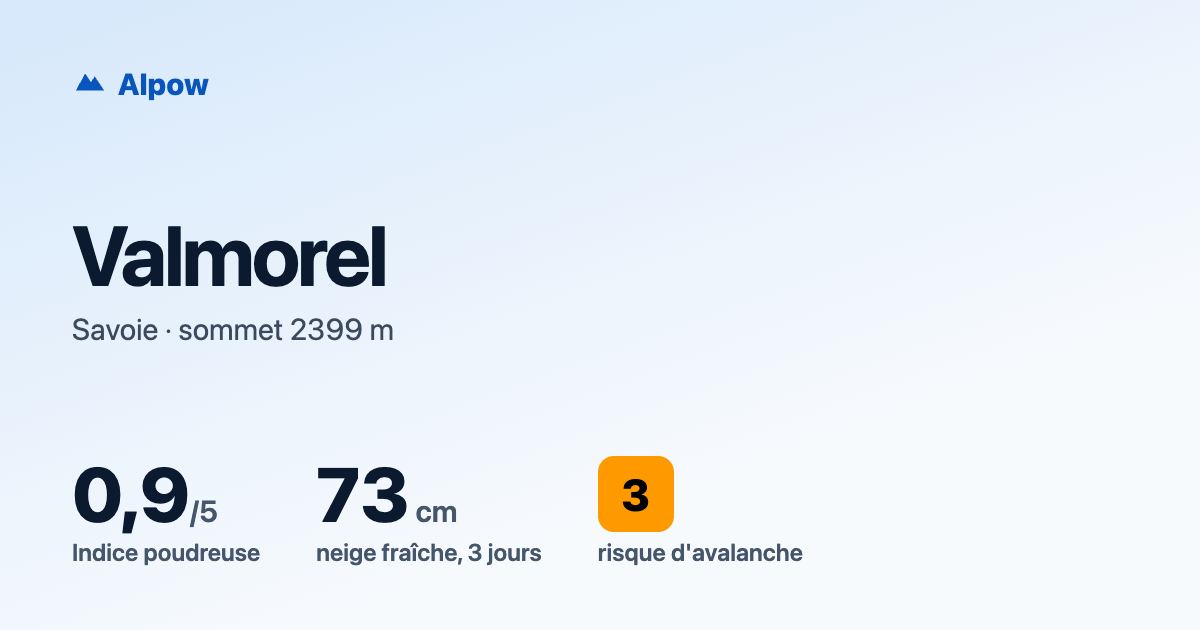 Alpow
Valmorel
Savoie · sommet 2399 m
0,9/5
Indice poudreuse
73 cm
neige fraîche, 3 jours
3
risque d'avalanche